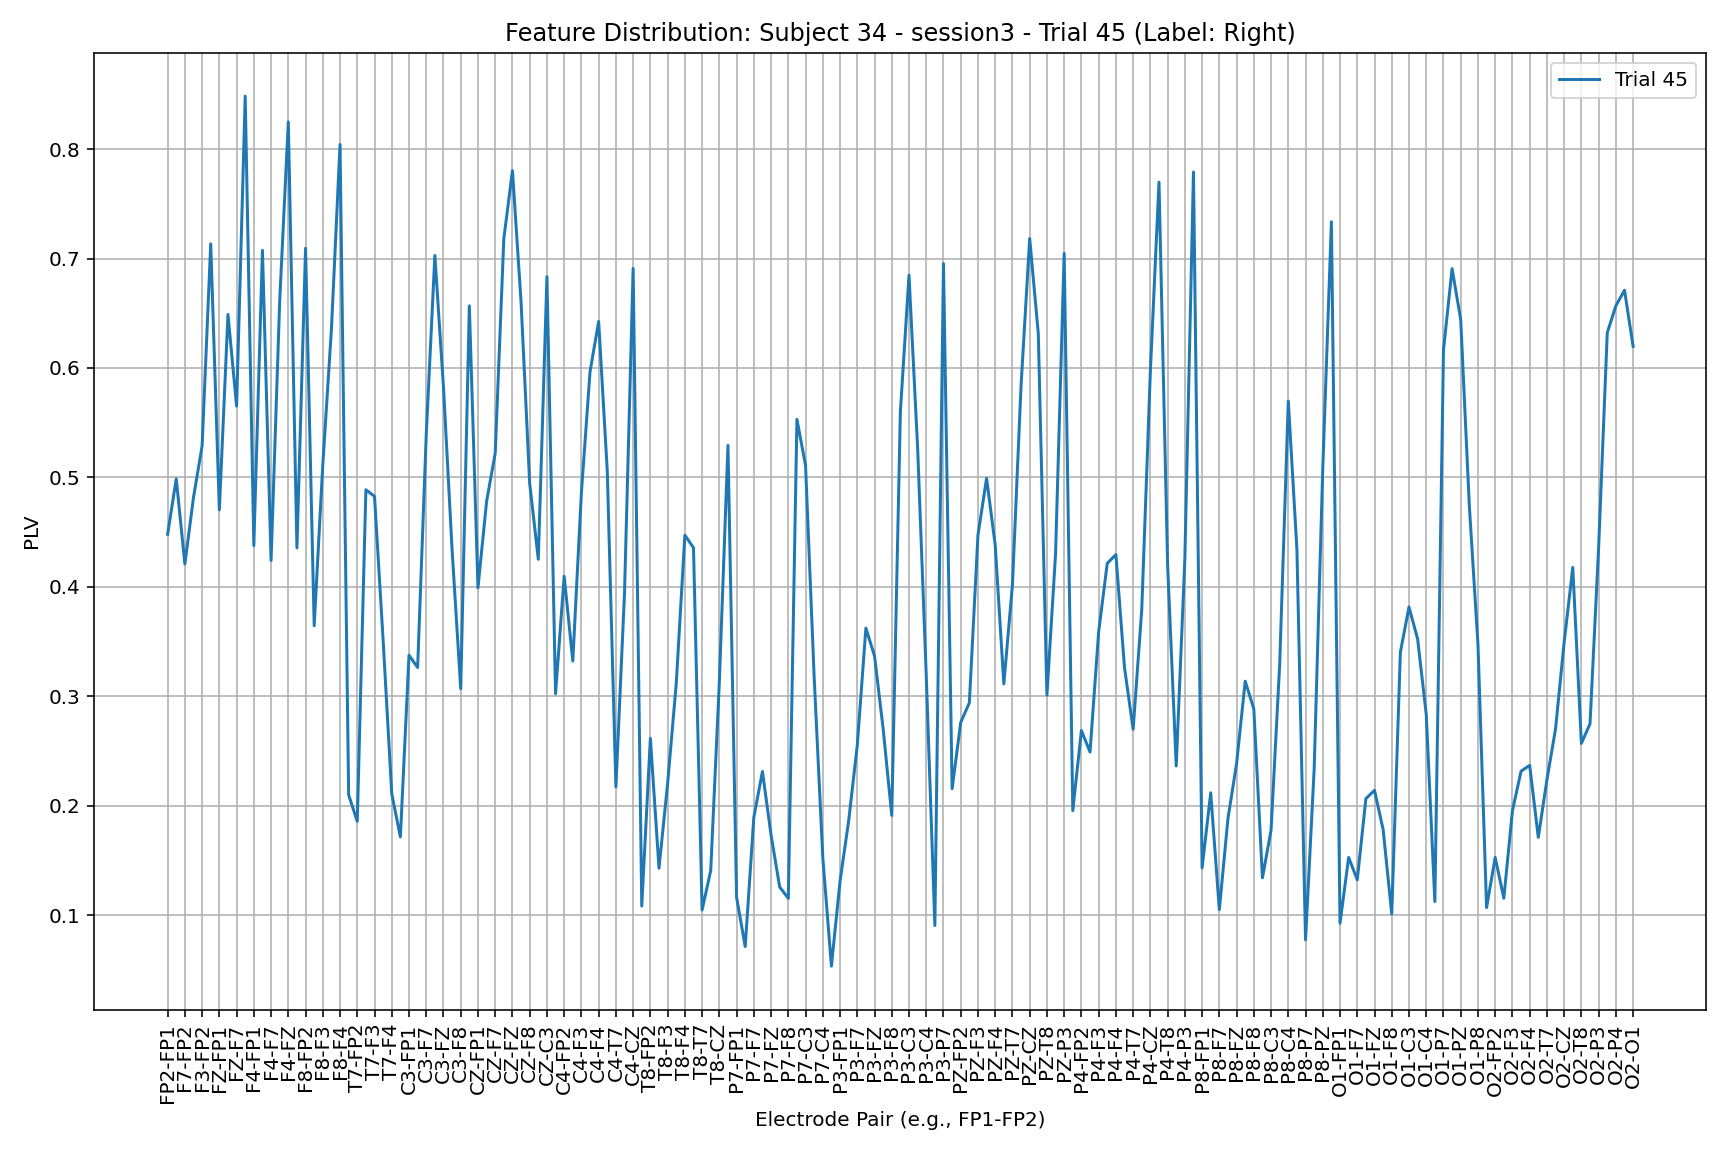 Feature Distribution: Subject 34 - session3 - Trial 45 (Label: Right)
Trial 45
PLV
0.8
0.7
0.6
0.5
0.4
0.3
0.2
0.1
FP2-FP1
F7-FP2
F3-FP2
FZ-FP1
FZ-F7
F4-FP1
F4-F7
F4-FZ
F8-FP2
F8-F3
F8-F4
T7-FP2
T7-F3
T7-F4
C3-FP1
C3-F7
C3-FZ
C3-F8
CZ-FP1
CZ-F7
CZ-FZ
CZ-F8
CZ-C3
C4-FP2
C4-F3
C4-F4
C4-T7
C4-CZ
T8-FP2
T8-F3
T8-F4
T8-T7
T8-CZ
P7-FP1
P7-F7
P7-FZ
P7-F8
P7-C3
P7-C4
P3-FP1
P3-F7
P3-FZ
P3-F8
P3-C3
P3-C4
P3-P7
PZ-FP2
PZ-F3
PZ-F4
PZ-T7
PZ-CZ
PZ-T8
PZ-P3
P4-FP2
P4-F3
P4-F4
P4-T7
P4-CZ
P4-T8
P4-P3
P8-FP1
P8-F7
P8-FZ
P8-F8
P8-C3
P8-C4
P8-P7
P8-PZ
O1-FP1
O1-F7
O1-FZ
O1-F8
O1-C3
O1-C4
O1-P7
O1-PZ
O1-P8
O2-FP2
O2-F3
O2-F4
O2-T7
O2-CZ
O2-T8
O2-P3
O2-P4
O2-O1
Electrode Pair (e.g., FP1-FP2)